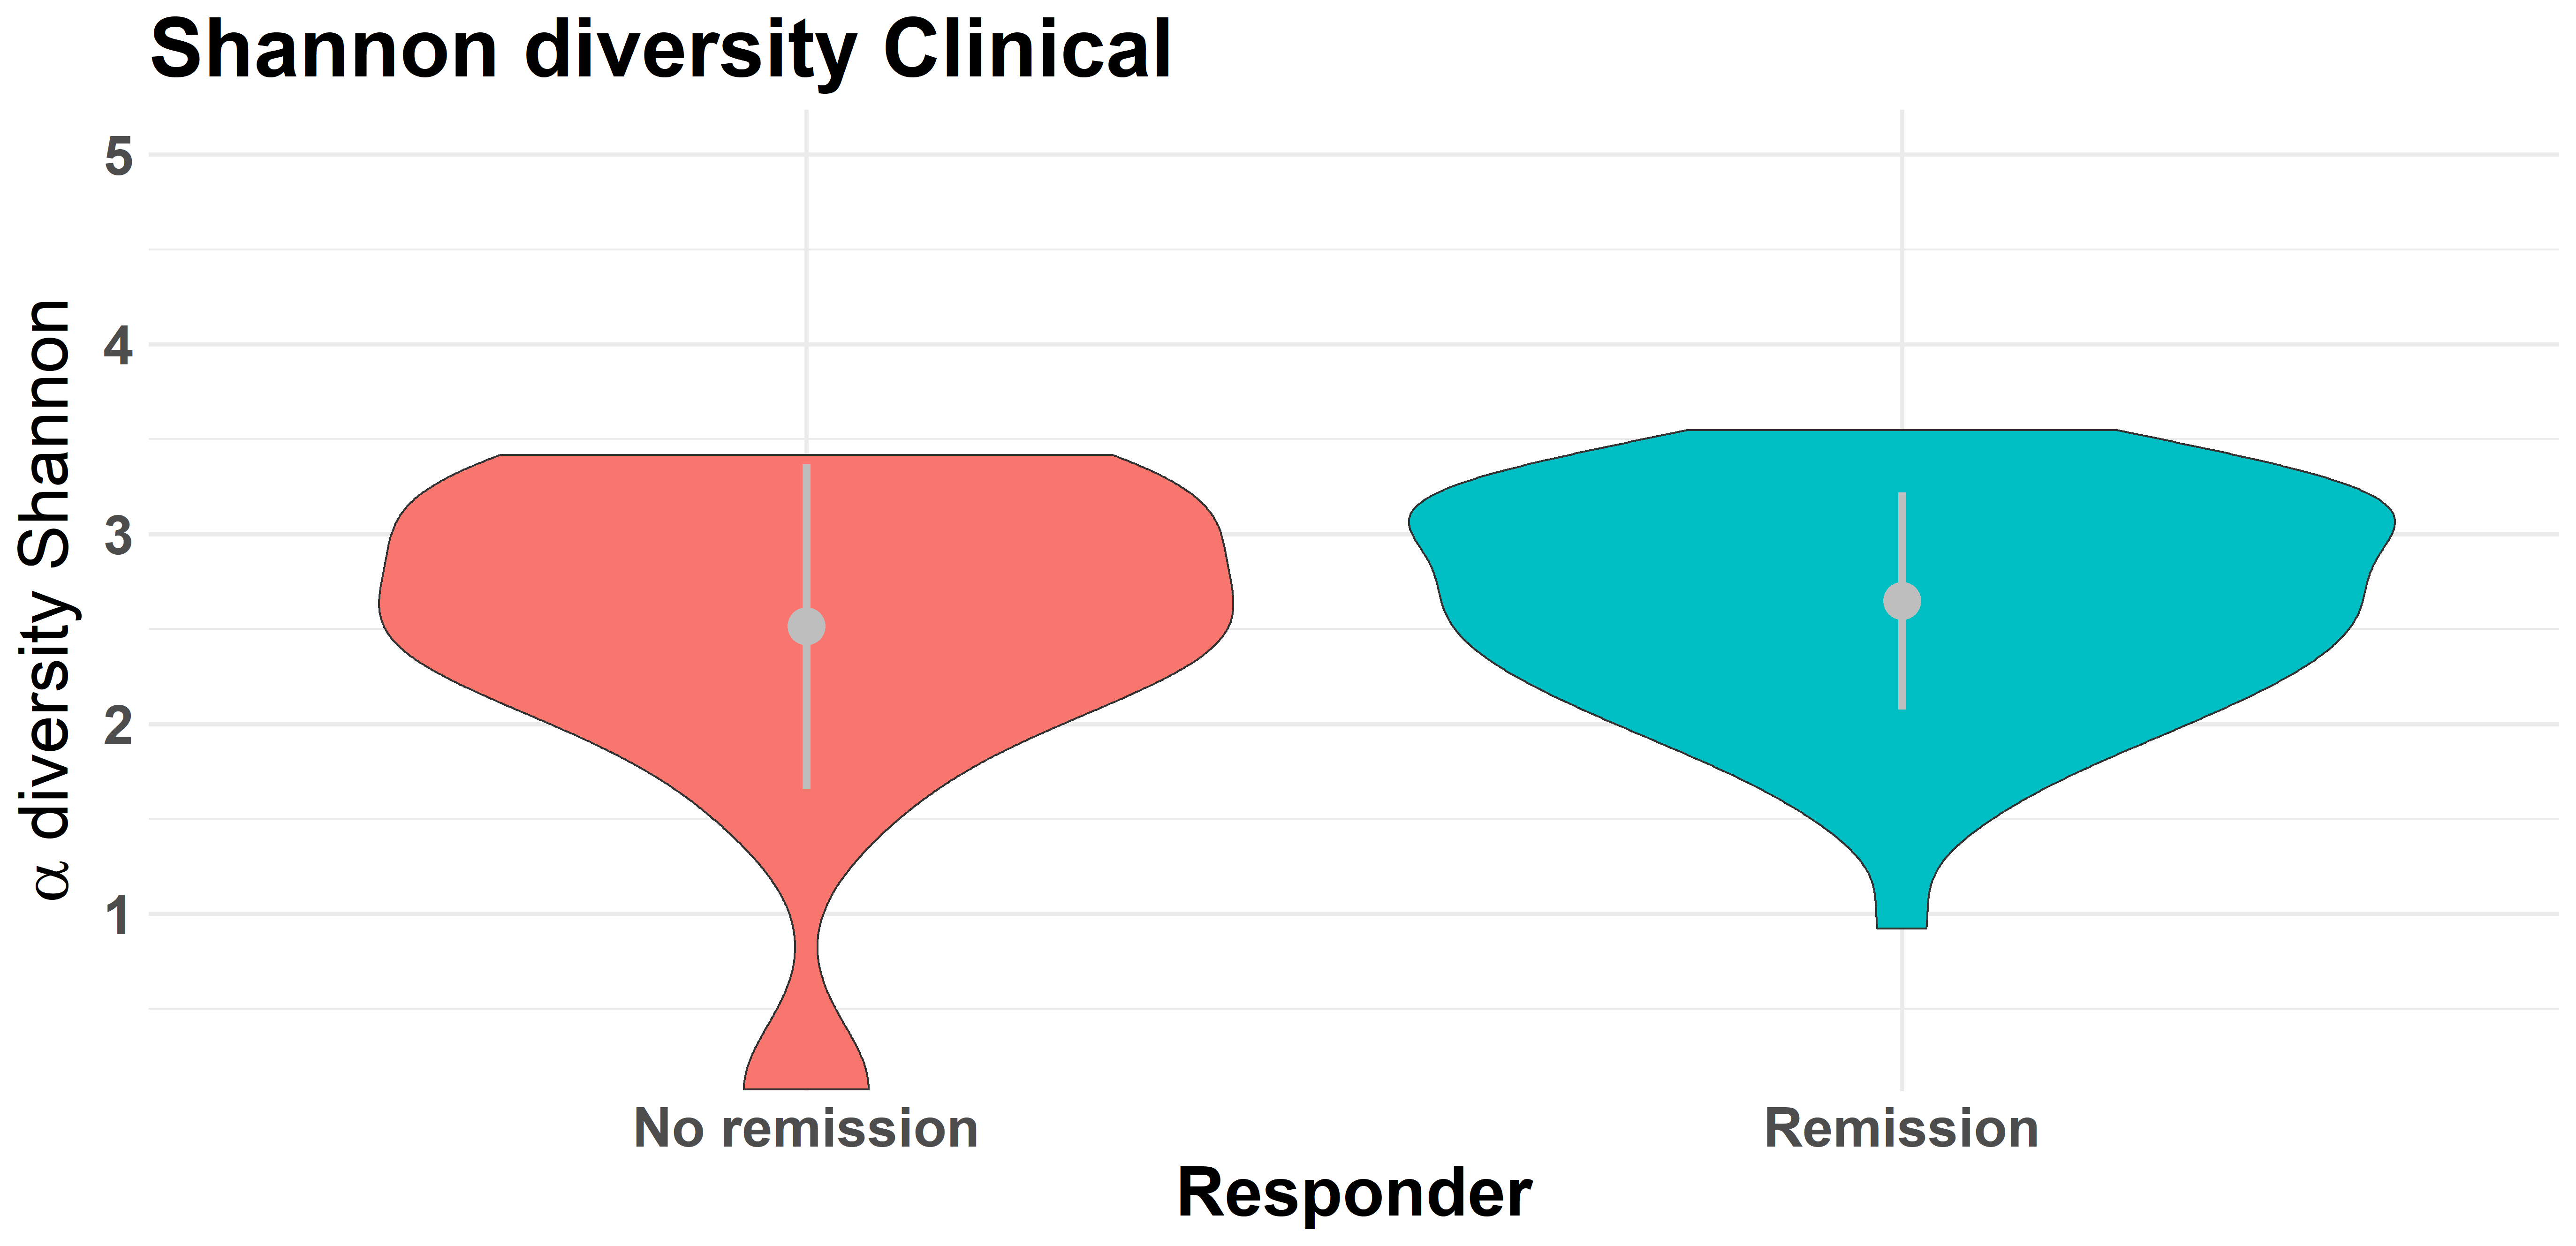 Shannon diversity Clinical
α diversity Shannon
5
4
3
2
1
No remission
Remission
Responder